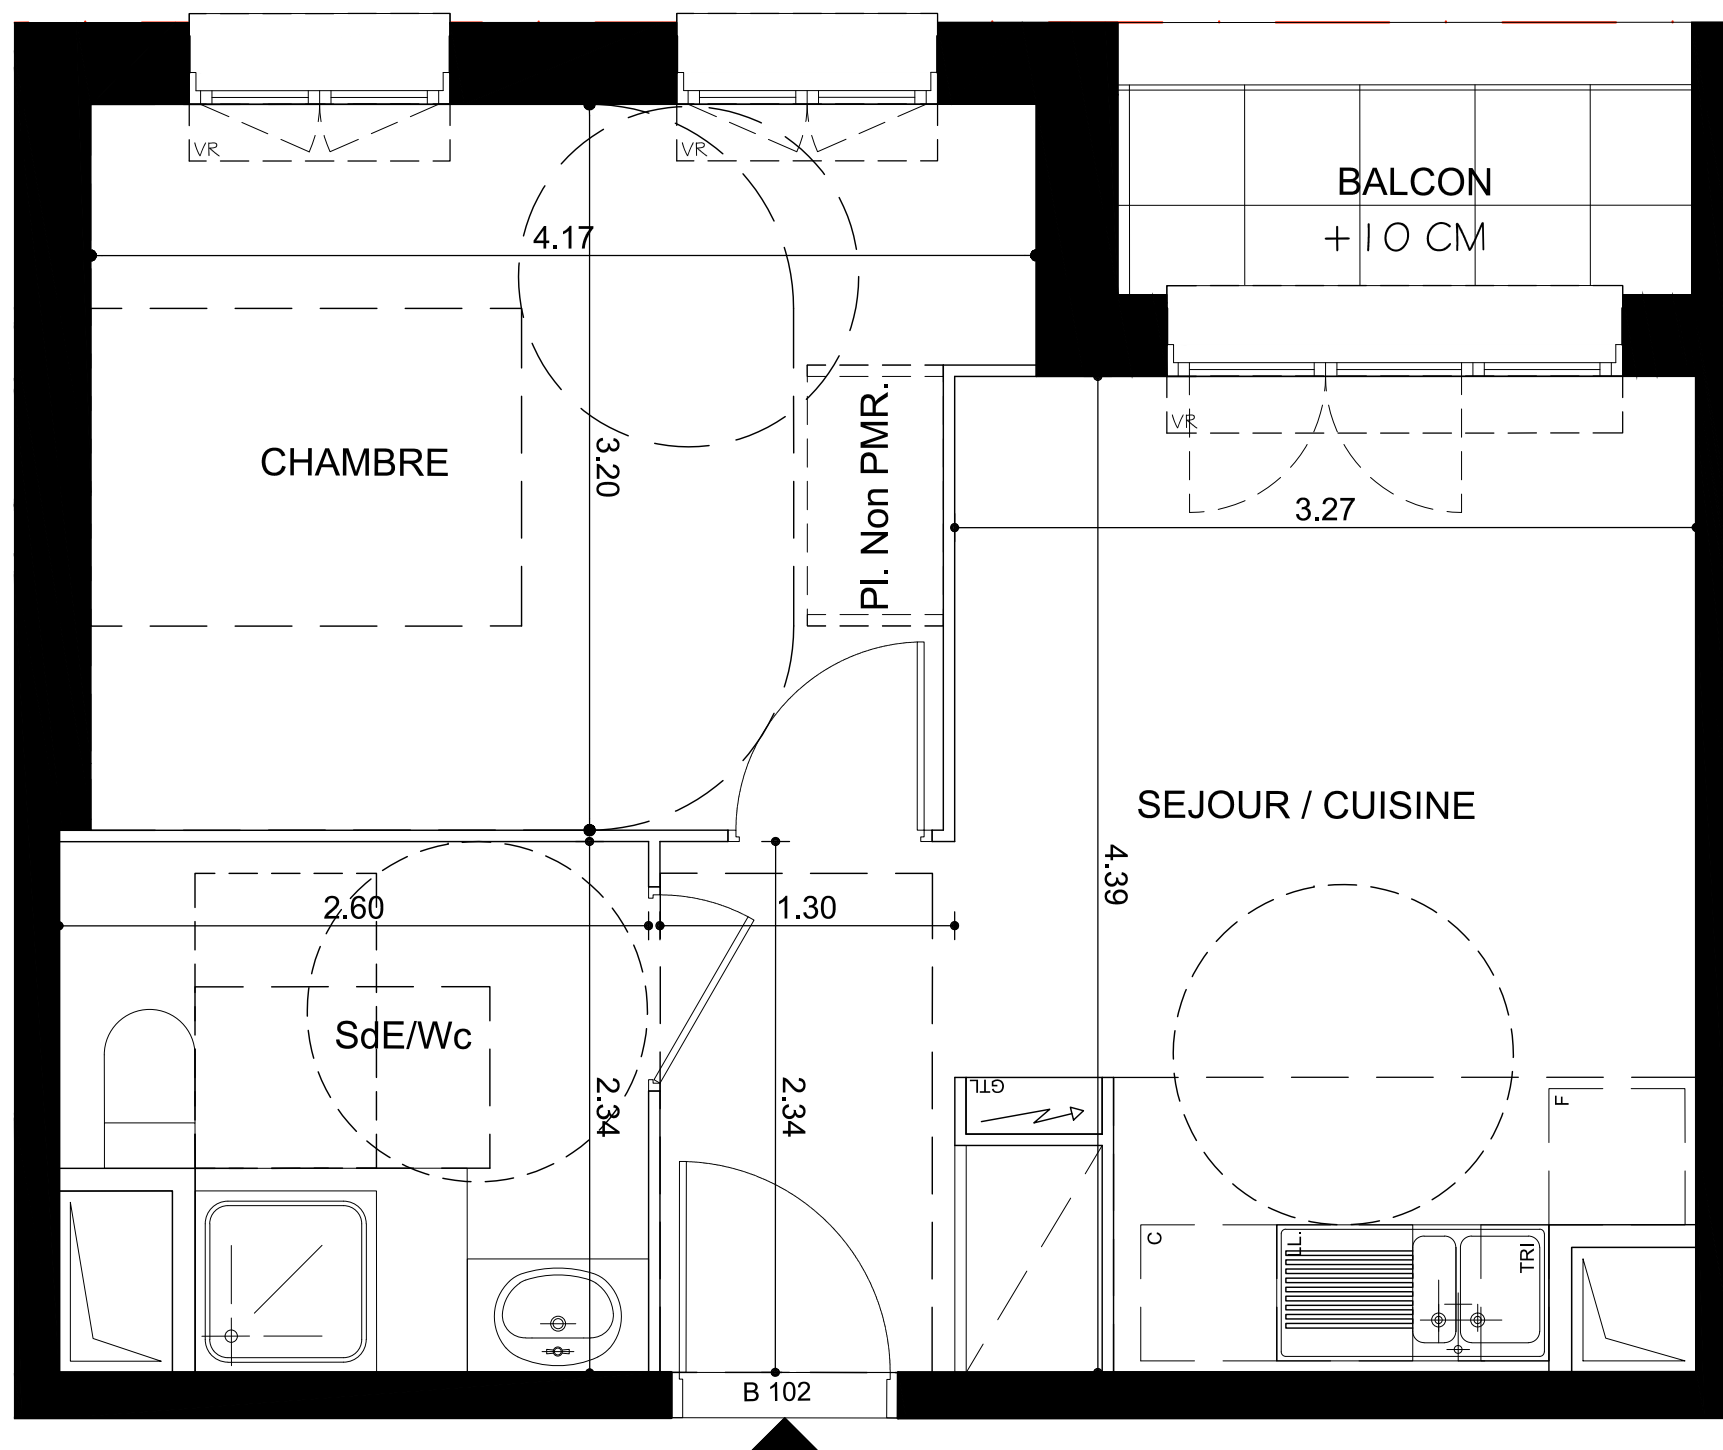 VR
VR
BALCON
+10 CM
4.17
CHAMBRE
3.20
Pl. Non PMR.
VR
3.27
SEJOUR / CUISINE
4.39
2.60
1.30
SdE/Wc
2.34
2.34
GTL
F
C
LL.
TRI
B 102